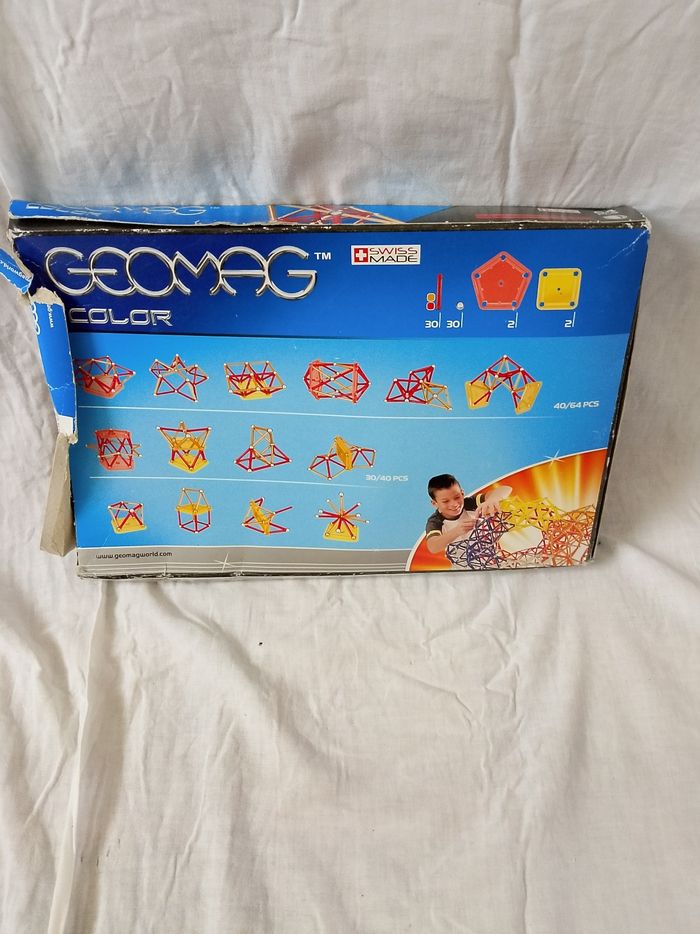 GEOMAG™
SWISS
MADE
COLOR
30 30 2 2
40/64 PCS
30/40 PCS
www.geomagworld.com